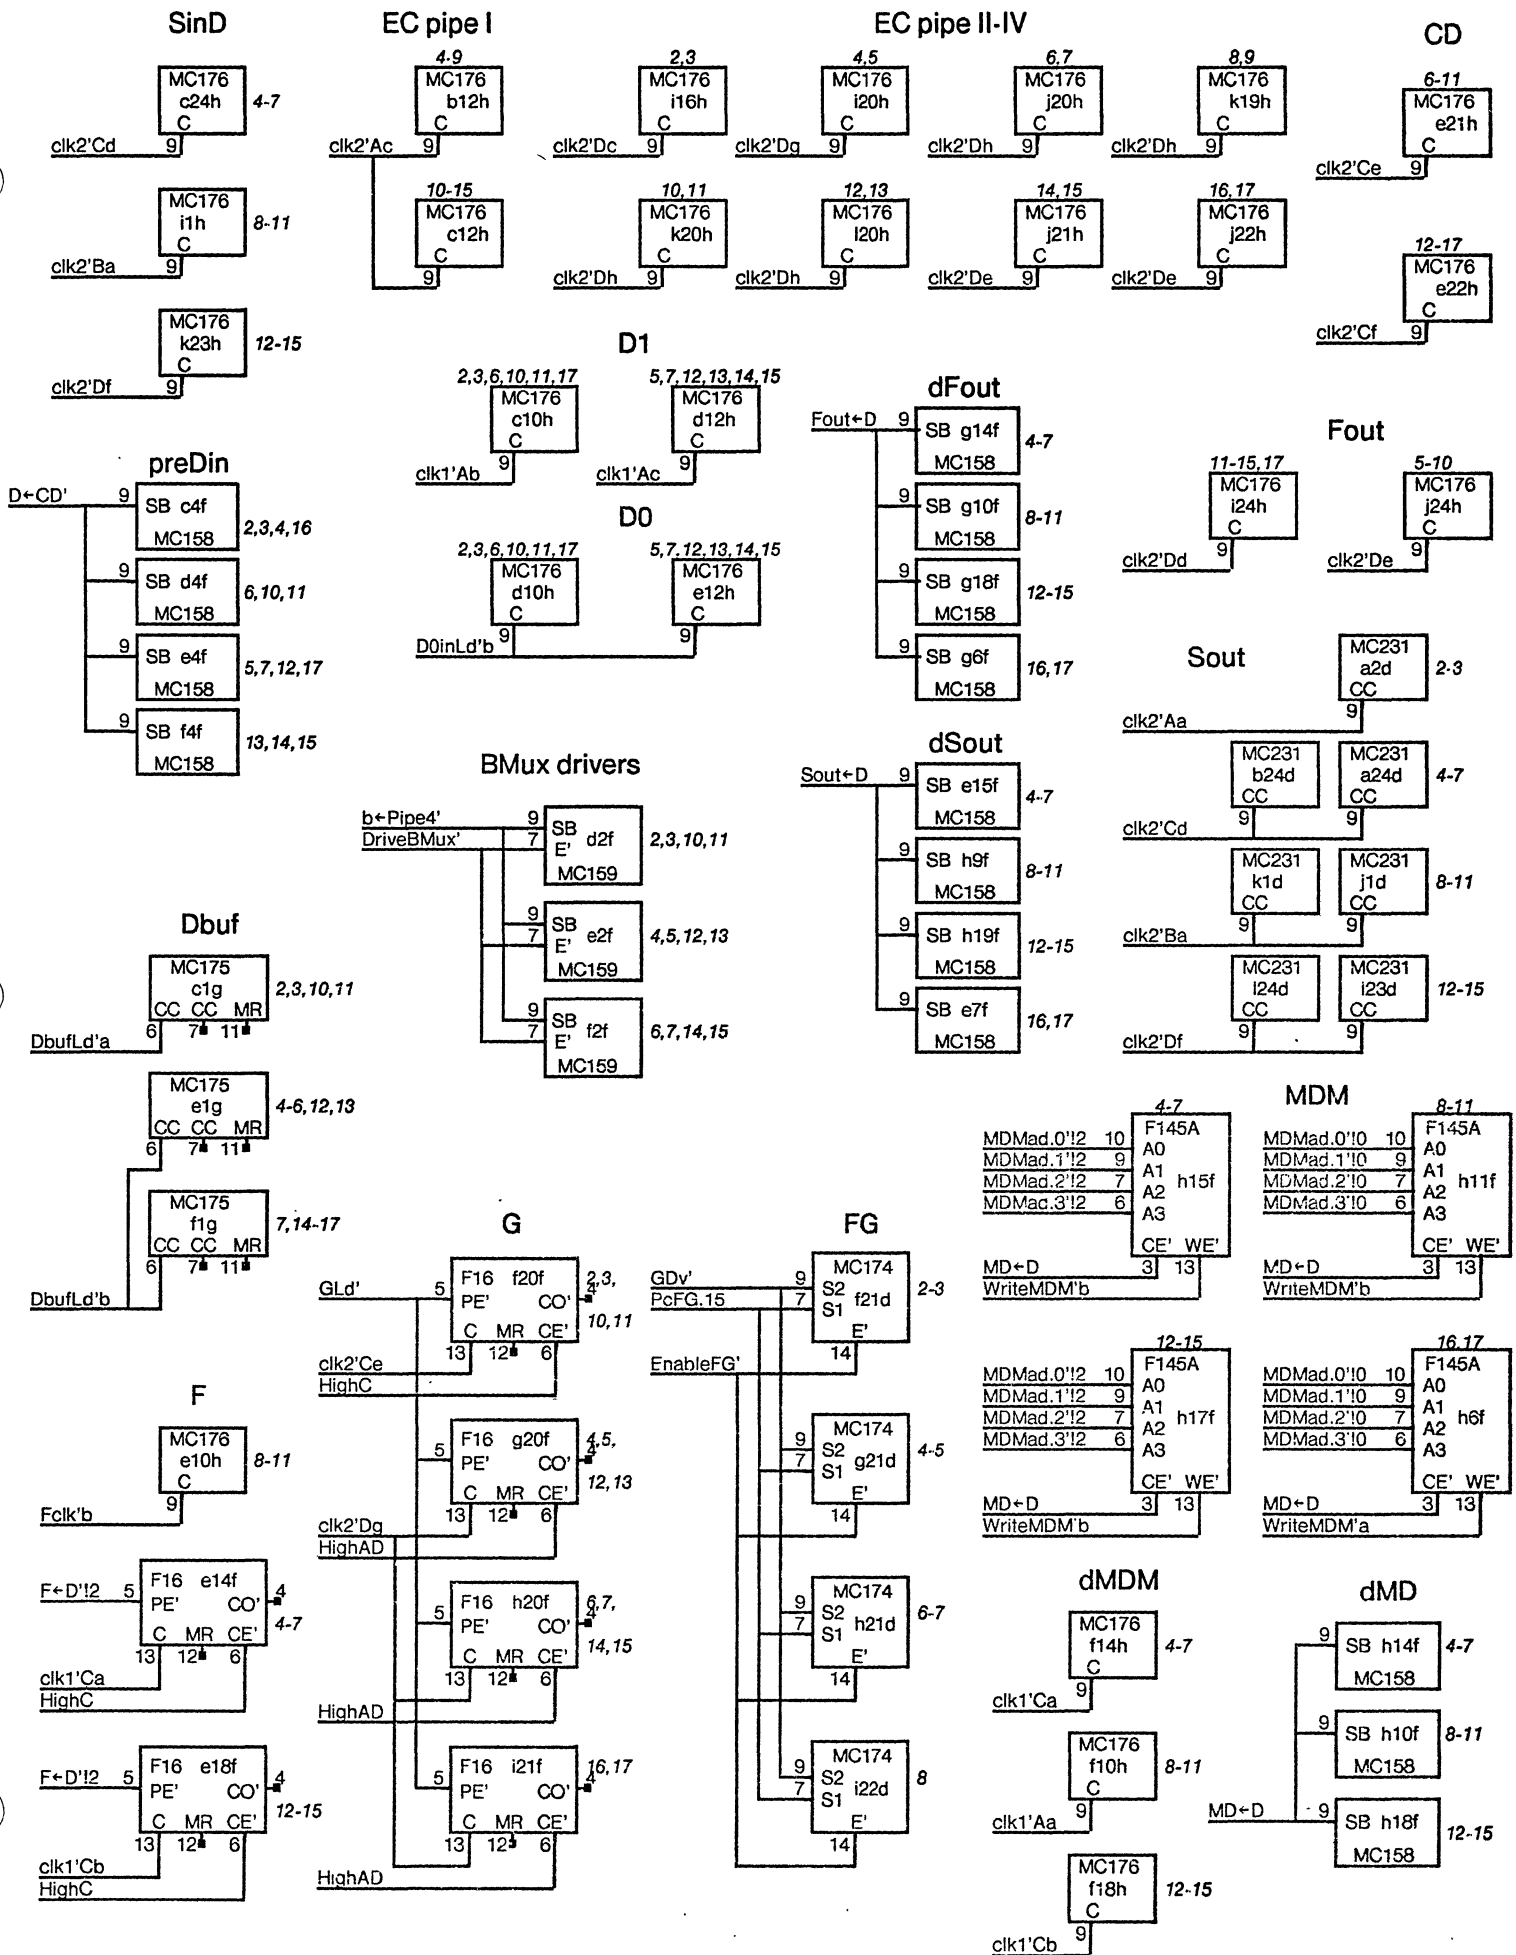 SinD
MC176
c24h
C
4-7
clk2'Cd
9
MC176
i1h
C
8-11
clk2'Ba
9
MC176
k23h
C
12-15
clk2'Df
9
EC pipe I
4-9
MC176
b12h
C
clk2'Ac
9
10-15
MC176
c12h
C
9
EC pipe II-IV
2,3
MC176
i16h
C
clk2'Dc
9
4,5
MC176
i20h
C
clk2'Dg
9
6,7
MC176
j20h
C
clk2'Dh
9
8,9
MC176
k19h
C
clk2'Dh
9
10,11
MC176
k20h
C
clk2'Dh
9
12,13
MC176
l20h
C
clk2'Dh
9
14,15
MC176
j21h
C
clk2'De
9
16,17
MC176
j22h
C
clk2'De
9
CD
6-11
MC176
e21h
C
clk2'Ce
9
12-17
MC176
e22h
C
clk2'Cf
9
D1
2,3,6,10,11,17
MC176
c10h
C
clk1'Ab
9
5,7,12,13,14,15
MC176
d12h
C
clk1'Ac
9
D0
2,3,6,10,11,17
MC176
d10h
C
9
5,7,12,13,14,15
MC176
e12h
C
9
D0inLd'b
preDin
D←CD'
9
SB c4f
MC158
2,3,4,16
9
SB d4f
MC158
6,10,11
9
SB e4f
MC158
5,7,12,17
9
SB f4f
MC158
13,14,15
dFout
Fout←D
9
SB g14f
MC158
4-7
9
SB g10f
MC158
8-11
9
SB g18f
MC158
12-15
9
SB g6f
MC158
16,17
Fout
11-15,17
MC176
i24h
C
clk2'Dd
9
5-10
MC176
j24h
C
clk2'De
9
Sout
MC231
a2d
CC
2-3
clk2'Aa
9
MC231
b24d
CC
9
MC231
a24d
CC
9
4-7
clk2'Cd
MC231
k1d
CC
9
MC231
j1d
CC
9
8-11
clk2'Ba
MC231
l24d
CC
9
MC231
i23d
CC
9
12-15
clk2'Df
dSout
Sout←D
9
SB e15f
MC158
4-7
9
SB h9f
MC158
8-11
9
SB h19f
MC158
12-15
9
SB e7f
MC158
16,17
BMux drivers
b←Pipe4'
DriveBMux'
9
7
SB
E'
d2f
MC159
2,3,10,11
9
7
SB
E'
e2f
MC159
4,5,12,13
9
7
SB
E'
f2f
MC159
6,7,14,15
Dbuf
MC175
c1g
CC CC MR
2,3,10,11
6 7 11
DbufLd'a
MC175
e1g
CC CC MR
4-6,12,13
6 7 11
MC175
f1g
CC CC MR
7,14-17
6 7 11
DbufLd'b
F
MC176
e10h
C
8-11
Fclk'b
9
F←D'!2
5
F16 e14f
PE' CO'
4
4-7
C MR CE'
13 12 6
clk1'Ca
HighC
F←D'!2
5
F16 e18f
PE' CO'
4
12-15
C MR CE'
13 12 6
clk1'Cb
HighC
G
GLd'
5
F16 f20f
PE' CO'
2,3,
4
10,11
C MR CE'
13 12 6
clk2'Ce
HighC
5
F16 g20f
PE' CO'
4,5,
4
12,13
C MR CE'
13 12 6
clk2'Dg
HighAD
5
F16 h20f
PE' CO'
6,7,
4
14,15
C MR CE'
13 12 6
HighAD
5
F16 i21f
PE' CO'
16,17
4
C MR CE'
13 12 6
HighAD
FG
GDv'
PcFG.15
9
7
MC174
S2
S1
f21d
E'
2-3
EnableFG'
14
9
7
MC174
S2
S1
g21d
E'
4-5
14
9
7
MC174
S2
S1
h21d
E'
6-7
14
9
7
MC174
S2
S1
i22d
E'
8
14
MDM
4-7
F145A
h15f
MDMad.0'!2 10 A0
MDMad.1'!2 9 A1
MDMad.2'!2 7 A2
MDMad.3'!2 6 A3
CE' WE'
MD←D 3 13
WriteMDM'b
8-11
F145A
h11f
MDMad.0'!0 10 A0
MDMad.1'!0 9 A1
MDMad.2'!0 7 A2
MDMad.3'!0 6 A3
CE' WE'
MD←D 3 13
WriteMDM'b
12-15
F145A
h17f
MDMad.0'!2 10 A0
MDMad.1'!2 9 A1
MDMad.2'!2 7 A2
MDMad.3'!2 6 A3
CE' WE'
MD←D 3 13
WriteMDM'b
16,17
F145A
h6f
MDMad.0'!0 10 A0
MDMad.1'!0 9 A1
MDMad.2'!0 7 A2
MDMad.3'!0 6 A3
CE' WE'
MD←D 3 13
WriteMDM'a
dMDM
MC176
f14h
C
4-7
clk1'Ca
9
MC176
f10h
C
8-11
clk1'Aa
9
MC176
f18h
C
12-15
clk1'Cb
9
dMD
9
SB h14f
MC158
4-7
9
SB h10f
MC158
8-11
MD←D
9
SB h18f
MC158
12-15